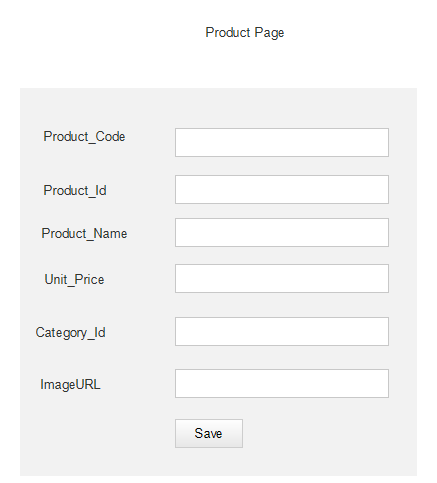 Product Page
Product_Code
Product_Id
Product_Name
Unit_Price
Category_Id
ImageURL
Save